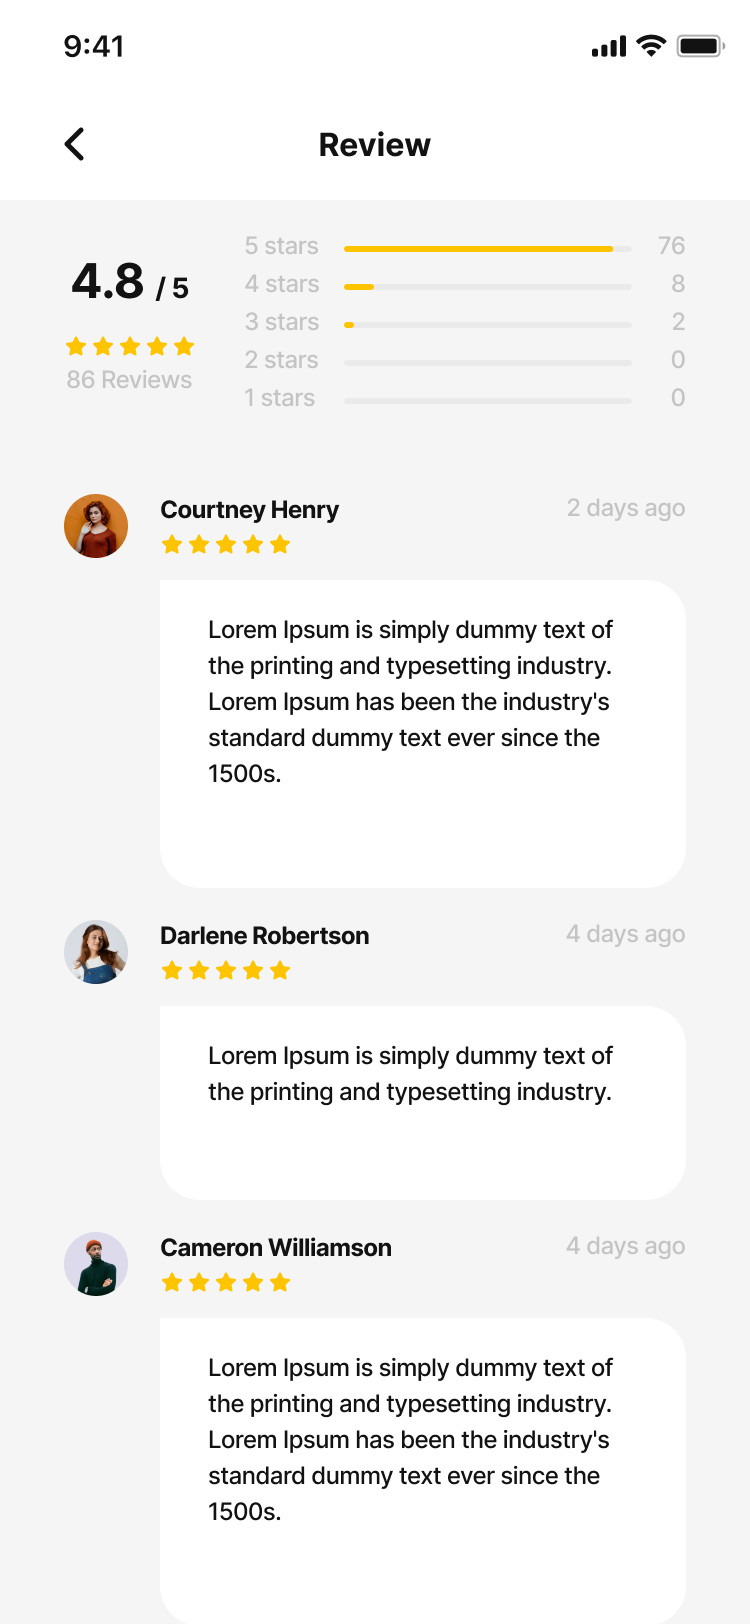 9:41
Review
4.8 / 5
86 Reviews
5 stars 76
4 stars 8
3 stars 2
2 stars 0
1 stars 0
Courtney Henry 2 days ago
Lorem Ipsum is simply dummy text of
the printing and typesetting industry.
Lorem Ipsum has been the industry's
standard dummy text ever since the
1500s.
Darlene Robertson 4 days ago
Lorem Ipsum is simply dummy text of
the printing and typesetting industry.
Cameron Williamson 4 days ago
Lorem Ipsum is simply dummy text of
the printing and typesetting industry.
Lorem Ipsum has been the industry's
standard dummy text ever since the
1500s.